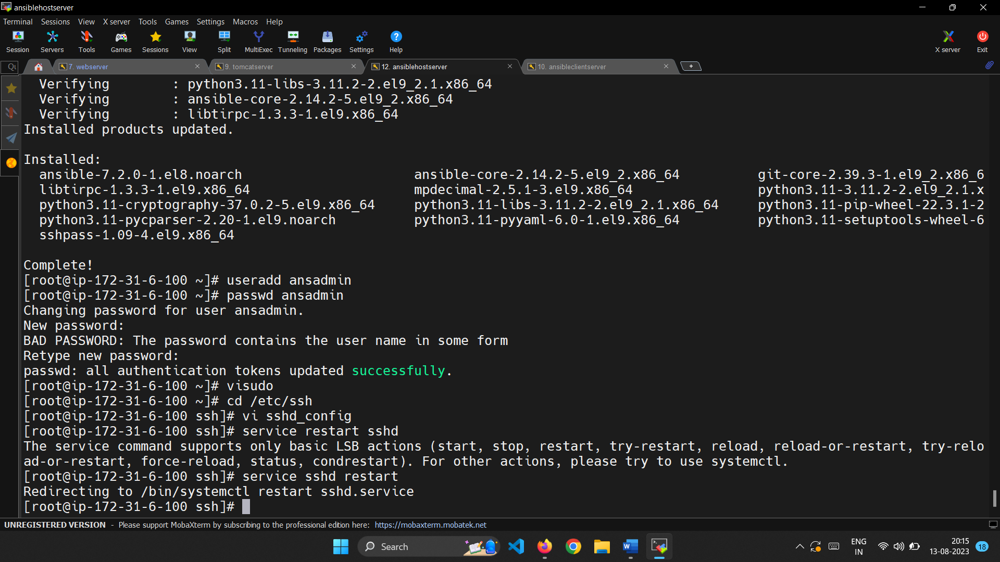 ansiblehostserver
Terminal Sessions View X server Tools Games Settings Macros Help
Session Servers Tools Games Sessions View Split MultiExec Tunneling Packages Settings Help X server Exit
Qu 7. webserver 9. tomcatserver 12. ansiblehostserver 10. ansibleclientserver
Verifying : python3.11-libs-3.11.2-2.el9_2.1.x86_64
Verifying : ansible-core-2.14.2-5.el9_2.x86_64
Verifying : libtirpc-1.3.3-1.el9.x86_64
Installed products updated.
Installed:
ansible-7.2.0-1.el8.noarch ansible-core-2.14.2-5.el9_2.x86_64 git-core-2.39.3-1.el9_2.x86_6
libtirpc-1.3.3-1.el9.x86_64 mpdecimal-2.5.1-3.el9.x86_64 python3.11-3.11.2-2.el9_2.1.x
python3.11-cryptography-37.0.2-5.el9.x86_64 python3.11-libs-3.11.2-2.el9_2.1.x86_64 python3.11-pip-wheel-22.3.1-2
python3.11-pycparser-2.20-1.el9.noarch python3.11-pyyaml-6.0-1.el9.x86_64 python3.11-setuptools-wheel-6
sshpass-1.09-4.el9.x86_64
Complete!
[root@ip-172-31-6-100 ~]# useradd ansadmin
[root@ip-172-31-6-100 ~]# passwd ansadmin
Changing password for user ansadmin.
New password:
BAD PASSWORD: The password contains the user name in some form
Retype new password:
passwd: all authentication tokens updated successfully.
[root@ip-172-31-6-100 ~]# visudo
[root@ip-172-31-6-100 ~]# cd /etc/ssh
[root@ip-172-31-6-100 ssh]# vi sshd_config
[root@ip-172-31-6-100 ssh]# service restart sshd
The service command supports only basic LSB actions (start, stop, restart, try-restart, reload, reload-or-restart, try-relo
ad-or-restart, force-reload, status, condrestart). For other actions, please try to use systemctl.
[root@ip-172-31-6-100 ssh]# service sshd restart
Redirecting to /bin/systemctl restart sshd.service
[root@ip-172-31-6-100 ssh]#
UNREGISTERED VERSION - Please support MobaXterm by subscribing to the professional edition here: https://mobaxterm.mobatek.net
Search
ENG
IN
20:15
13-08-2023
18